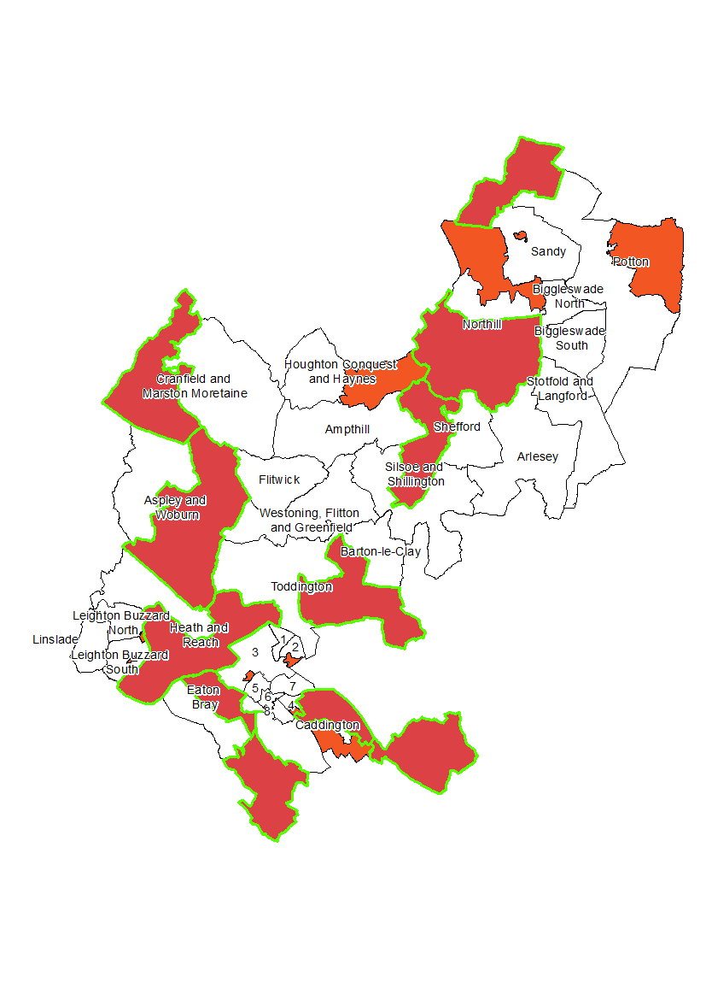 Sandy
Potton
Biggleswade
North
Northill
Biggleswade
South
Houghton Conquest
and Haynes
Cranfield and
Marston Moretaine
Stotfold and
Langford
Ampthill
Shefford
Arlesey
Silsoe and
Shillington
Flitwick
Aspley and
Woburn
Westoning, Flitton
and Greenfield
Barton-le-Clay
Toddington
Leighton Buzzard
North
Heath and
Reach
Linslade
1
2
3
Leighton Buzzard
South
Eaton
Bray
5
7
6
4
8
Caddington